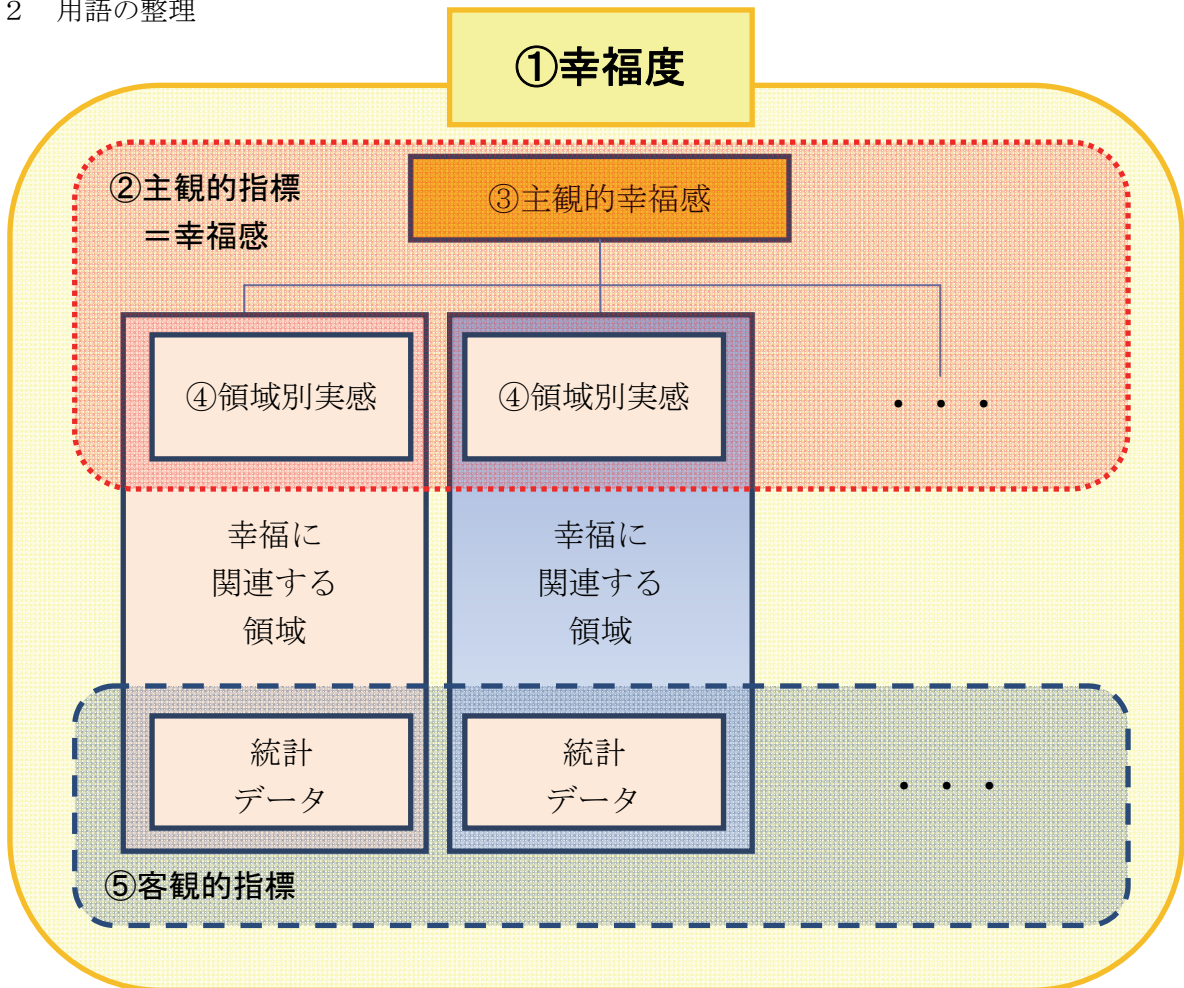 2　用語の整理
①幸福度
②主観的指標
＝幸福感
③主観的幸福感
④領域別実感
④領域別実感
・・・
幸福に
関連する
領域
幸福に
関連する
領域
統計
データ
統計
データ
・・・
⑤客観的指標